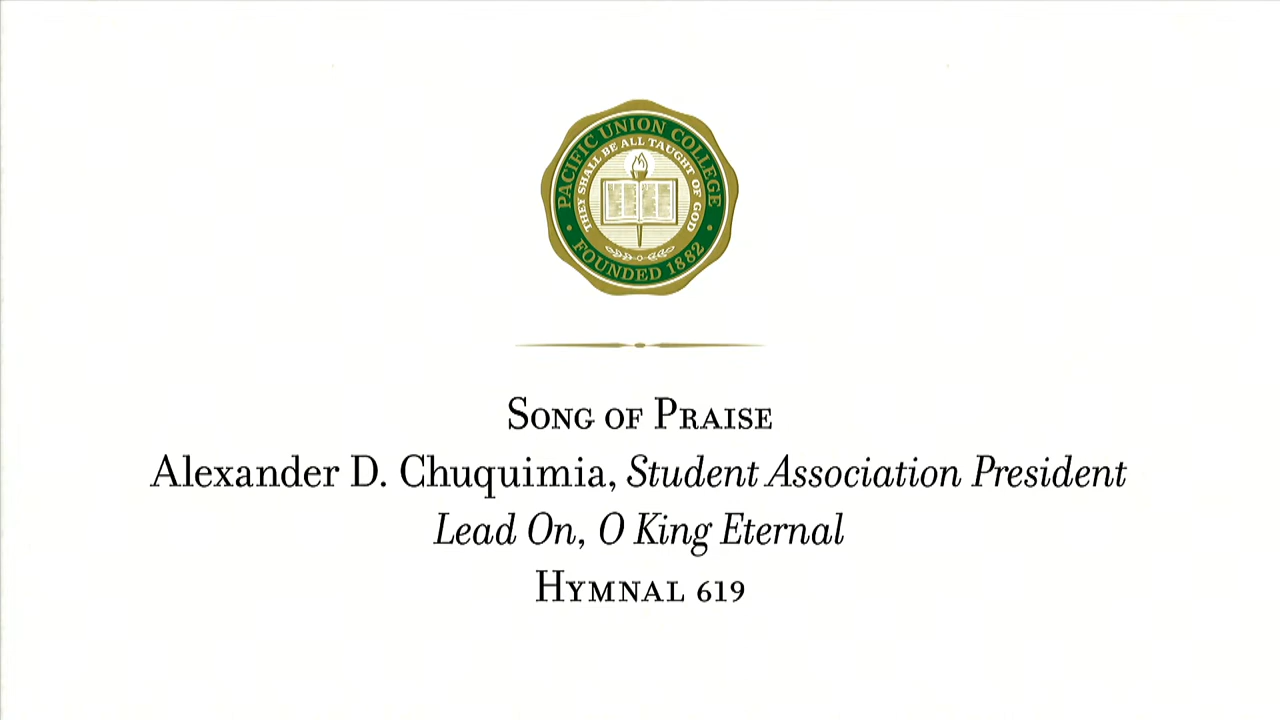 PACIFIC UNION COLLEGE
THEY SHALL BE ALL TAUGHT OF GOD
• FOUNDED 1882 •
Song of Praise
Alexander D. Chuquimia, Student Association President
Lead On, O King Eternal
Hymnal 619